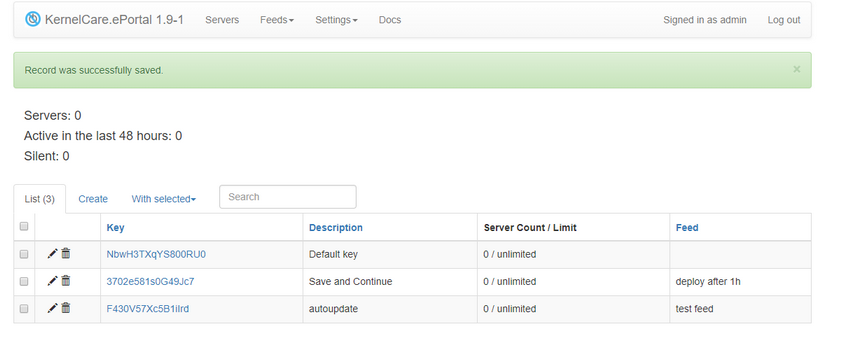 KernelCare.ePortal 1.9-1 Servers Feeds Settings Docs Signed in as admin Log out
Record was successfully saved. ×
Servers: 0
Active in the last 48 hours: 0
Silent: 0
List (3) Create With selected Search
Key Description Server Count / Limit Feed
NbwH3TXqYS800RU0 Default key 0 / unlimited
3702e581s0G49Jc7 Save and Continue 0 / unlimited deploy after 1h
F430V57Xc5B1iIrd autoupdate 0 / unlimited test feed